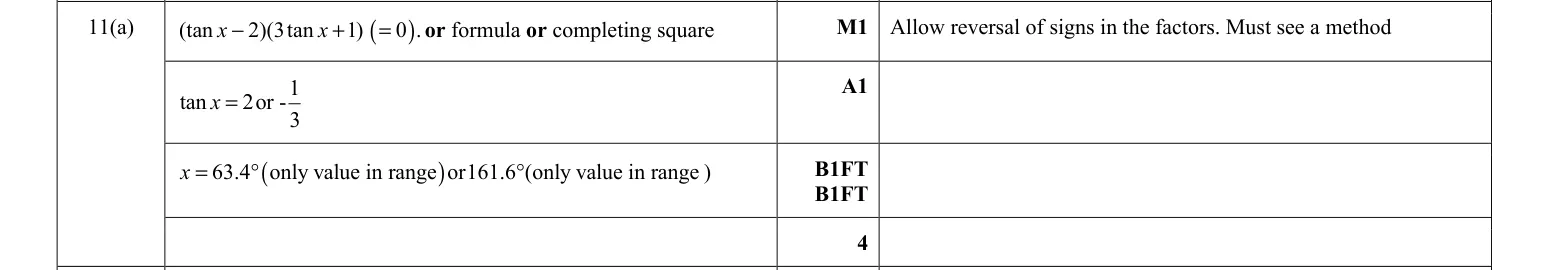 11(a) (tan x − 2)(3 tan x + 1) (= 0). or formula or completing square M1 Allow reversal of signs in the factors. Must see a method
tan x = 2 or -1/3 A1
x = 63.4° (only value in range) or 161.6° (only value in range ) B1FT
B1FT
4